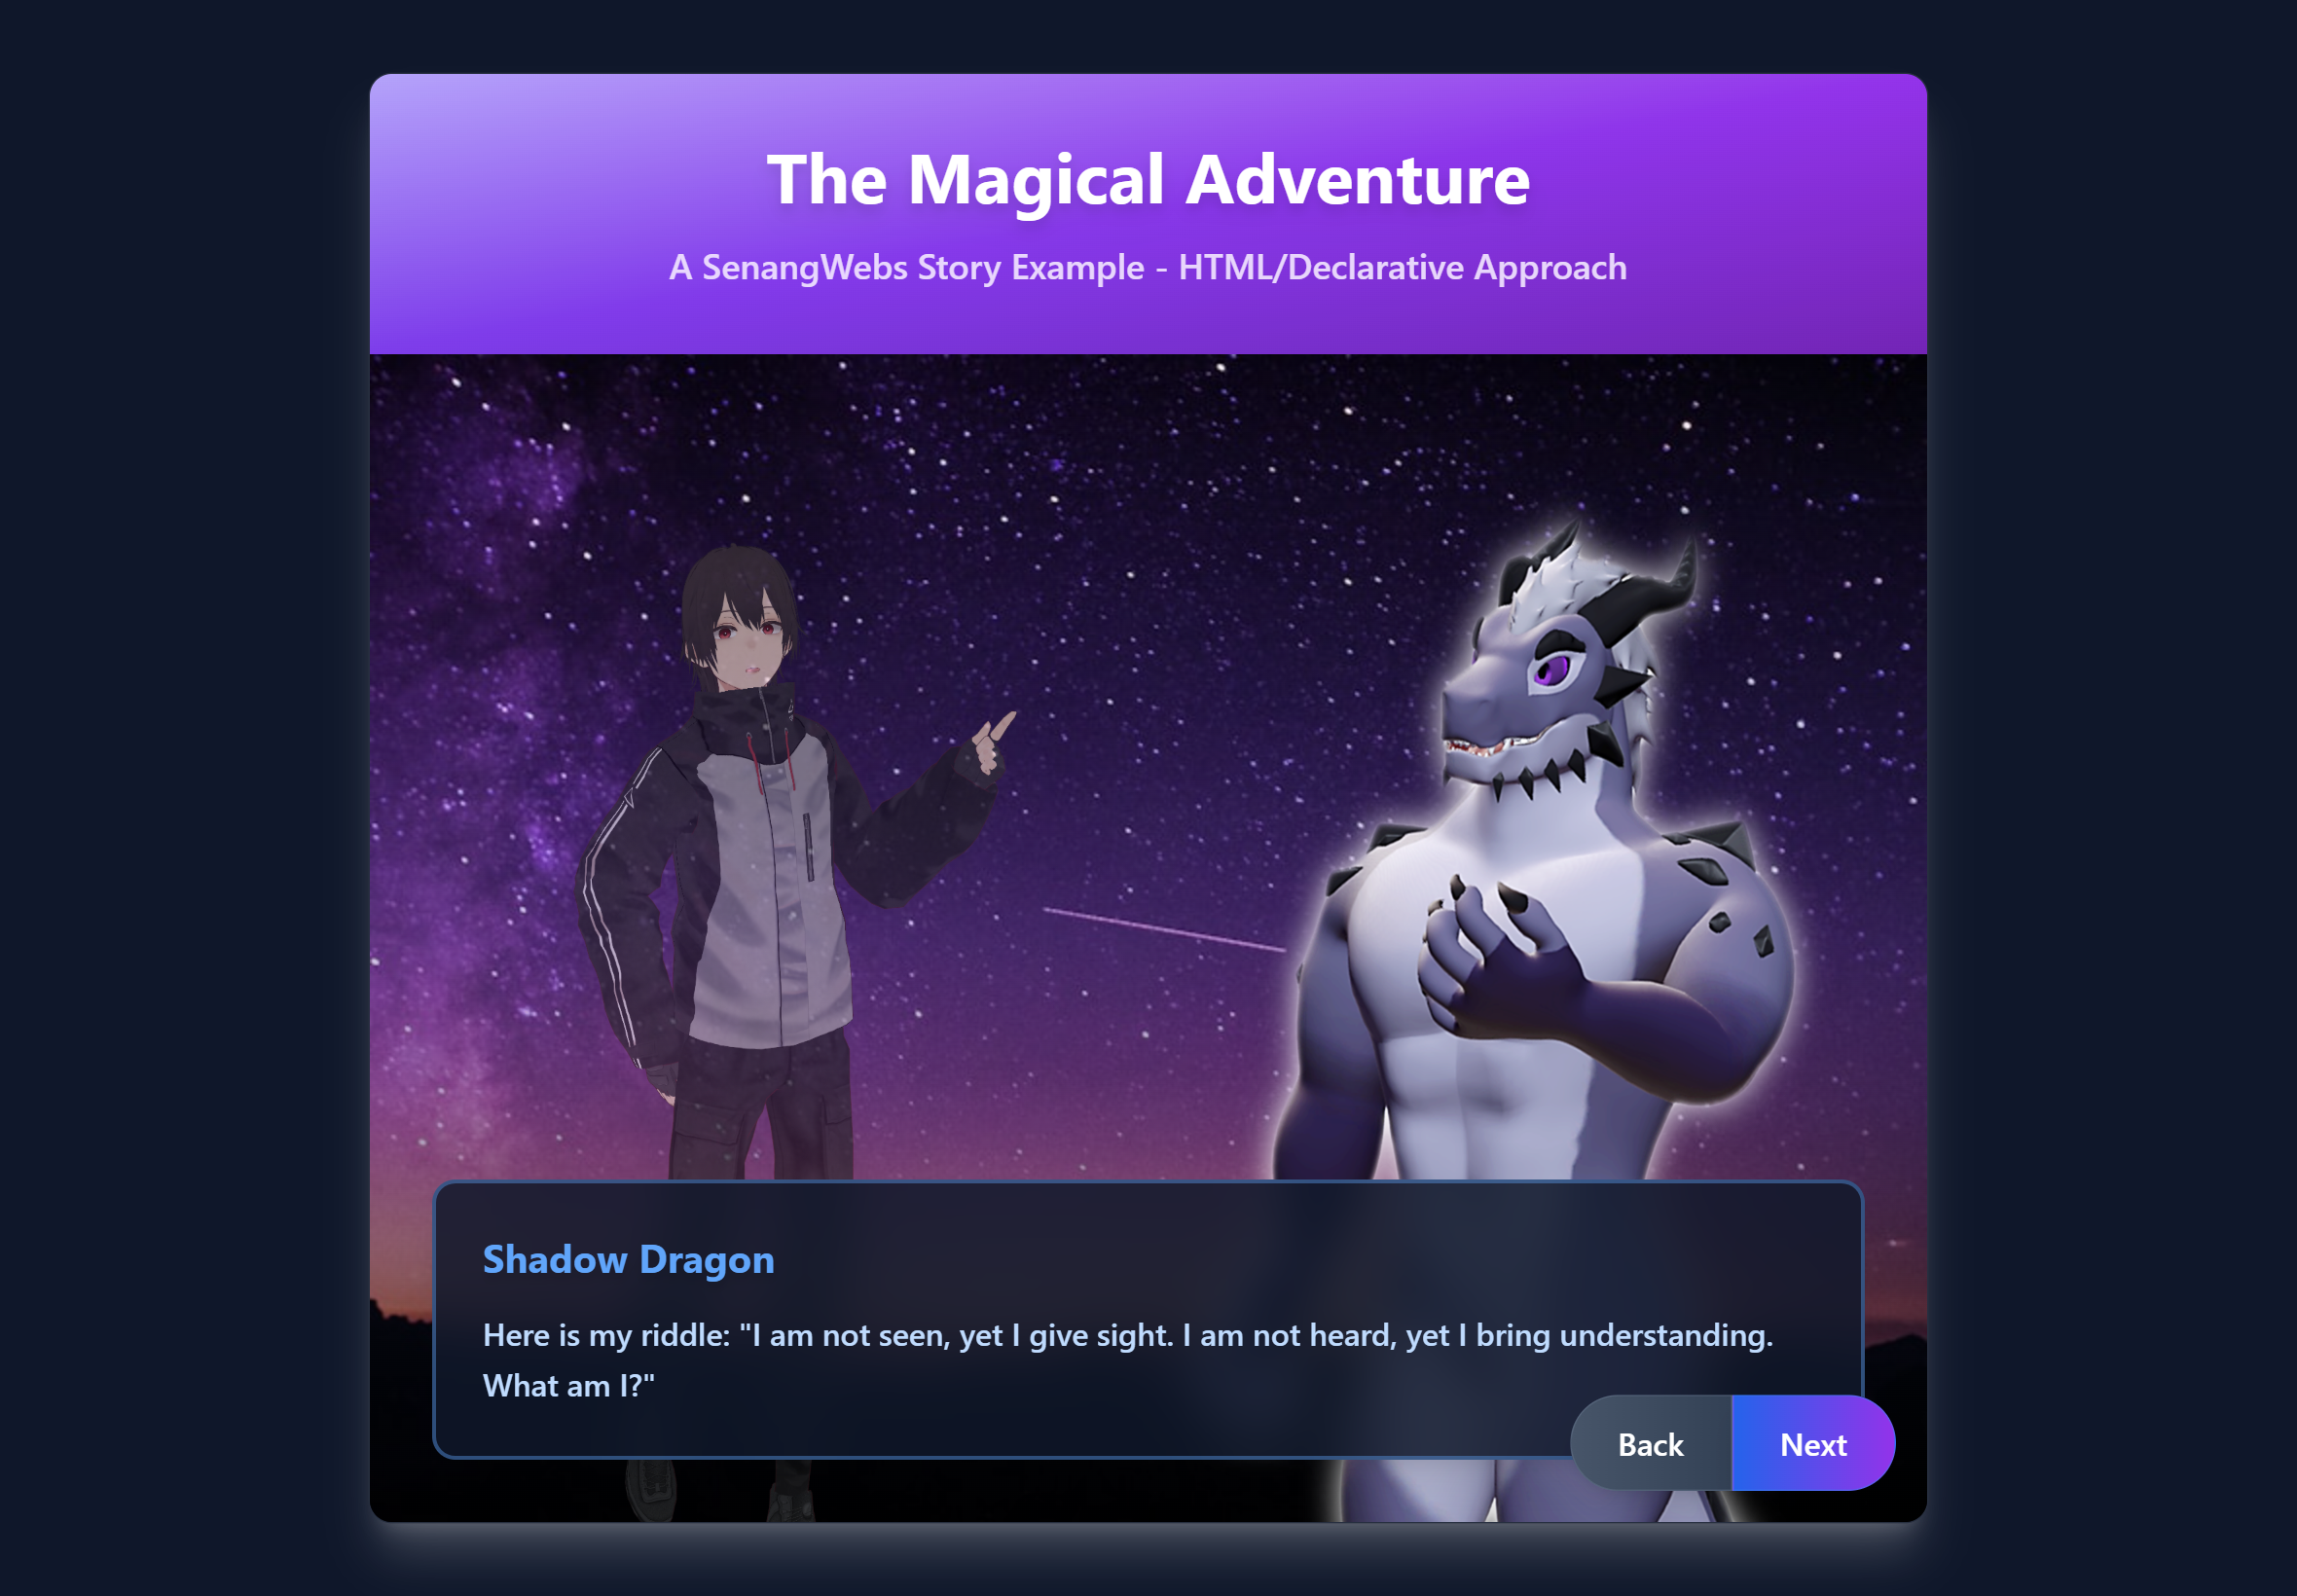 The Magical Adventure
A SenangWebs Story Example - HTML/Declarative Approach
Shadow Dragon
Here is my riddle: "I am not seen, yet I give sight. I am not heard, yet I bring understanding.
What am I?"
Back
Next